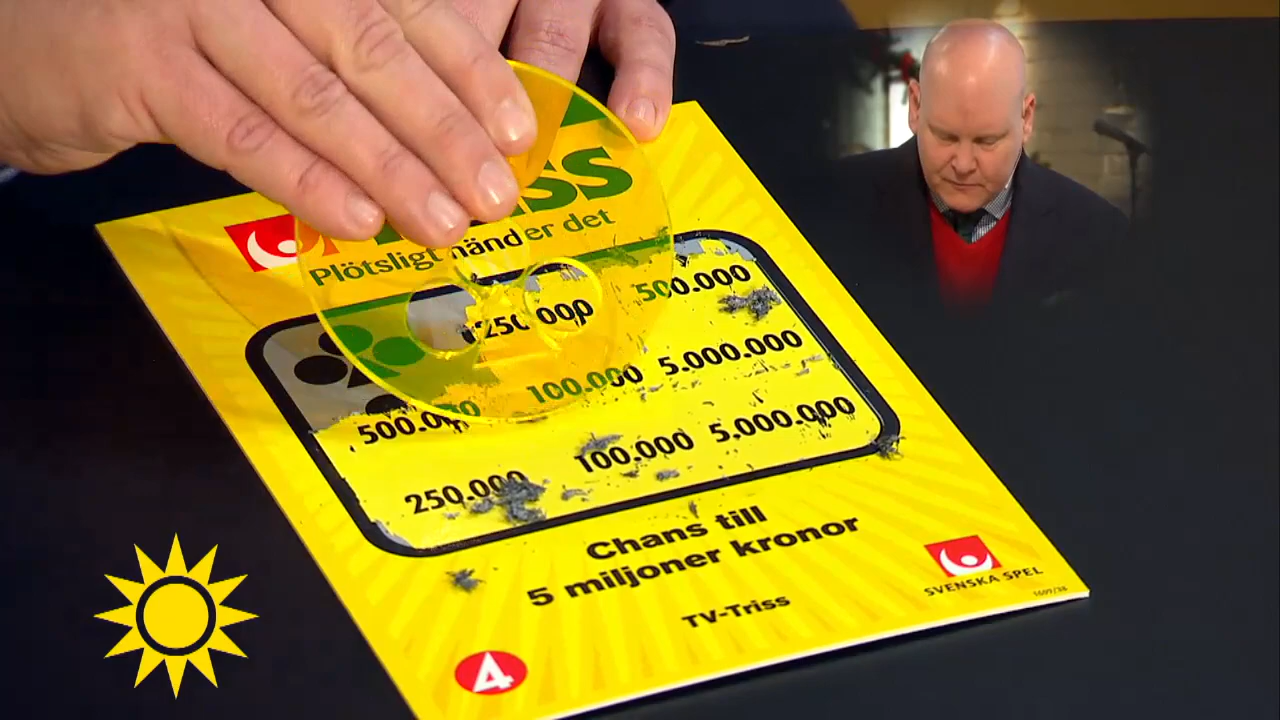 Triss
Plötsligt händer det
250.000 500.000
500.000 100.000 5.000.000
250.000 100.000 5.000.000
Chans till
5 miljoner kronor
TV-Triss
SVENSKA SPEL
4